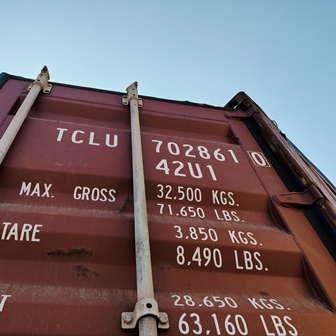 TCLU 702861 0
42U1
MAX. GROSS 32,500 KGS.
71.650 LBS.
TARE 3.850 KGS.
8,490 LBS.
T 28.650 KGS.
63,160 LBS.